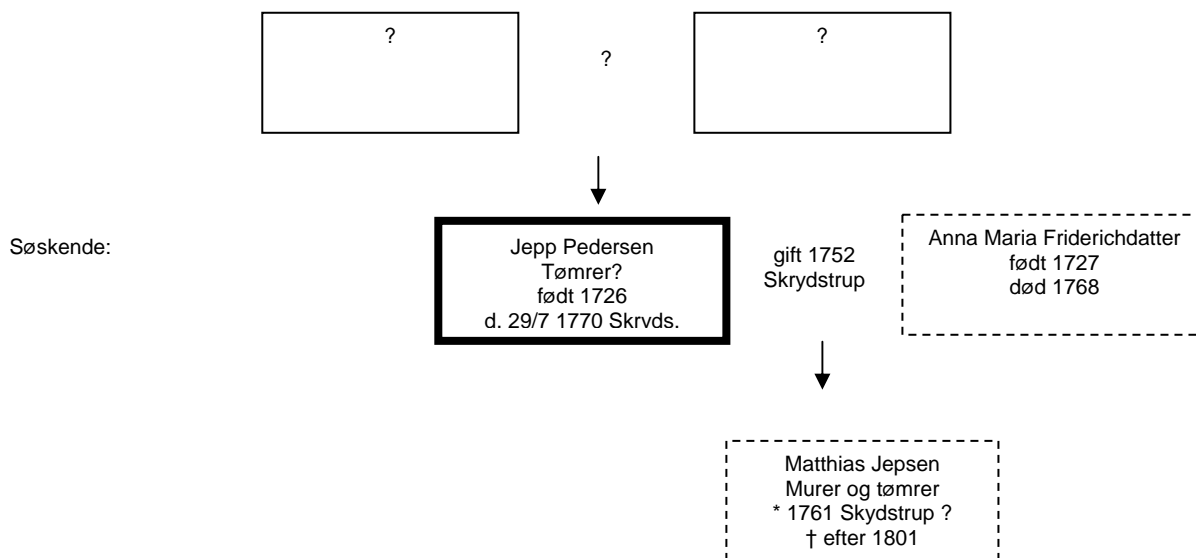 ?
?
?
Søskende:
Jepp Pedersen
Tømrer?
født 1726
d. 29/7 1770 Skrvds.
gift 1752
Skrydstrup
Anna Maria Friderichdatter
født 1727
død 1768
Matthias Jepsen
Murer og tømrer
* 1761 Skydstrup ?
† efter 1801